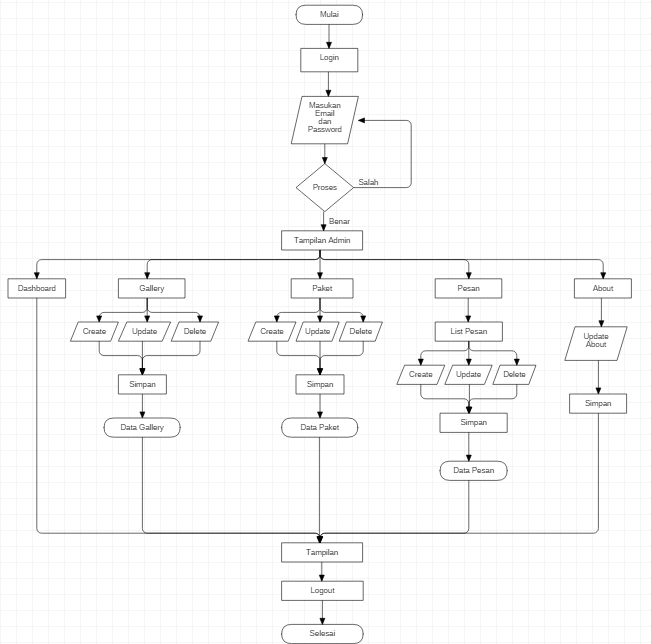 Mulai
Login
Masukan
Email
dan
Password
Proses
Salah
Benar
Tampilan Admin
Dashboard
Gallery
Paket
Pesan
About
Create
Update
Delete
Create
Update
Delete
List Pesan
Update
About
Create
Update
Delete
Simpan
Simpan
Simpan
Simpan
Data Gallery
Data Paket
Data Pesan
Tampilan
Logout
Selesai